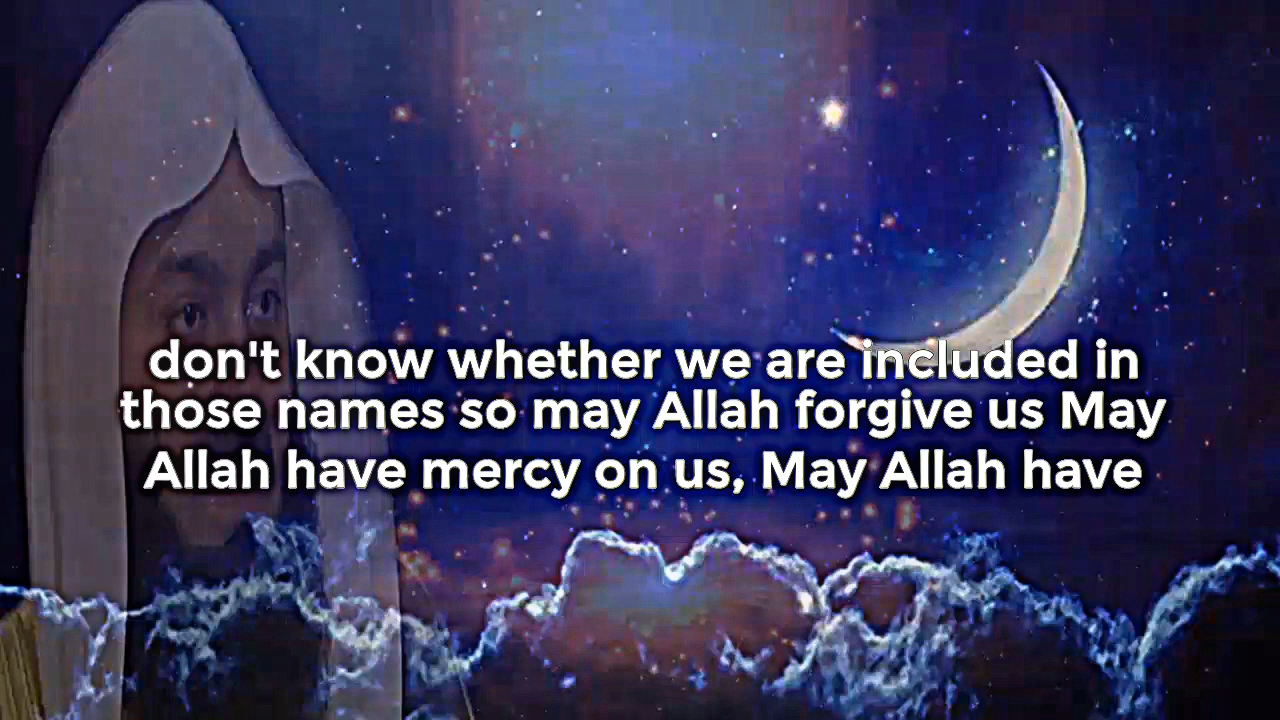 don't know whether we are included in
those names so may Allah forgive us May
Allah have mercy on us, May Allah have